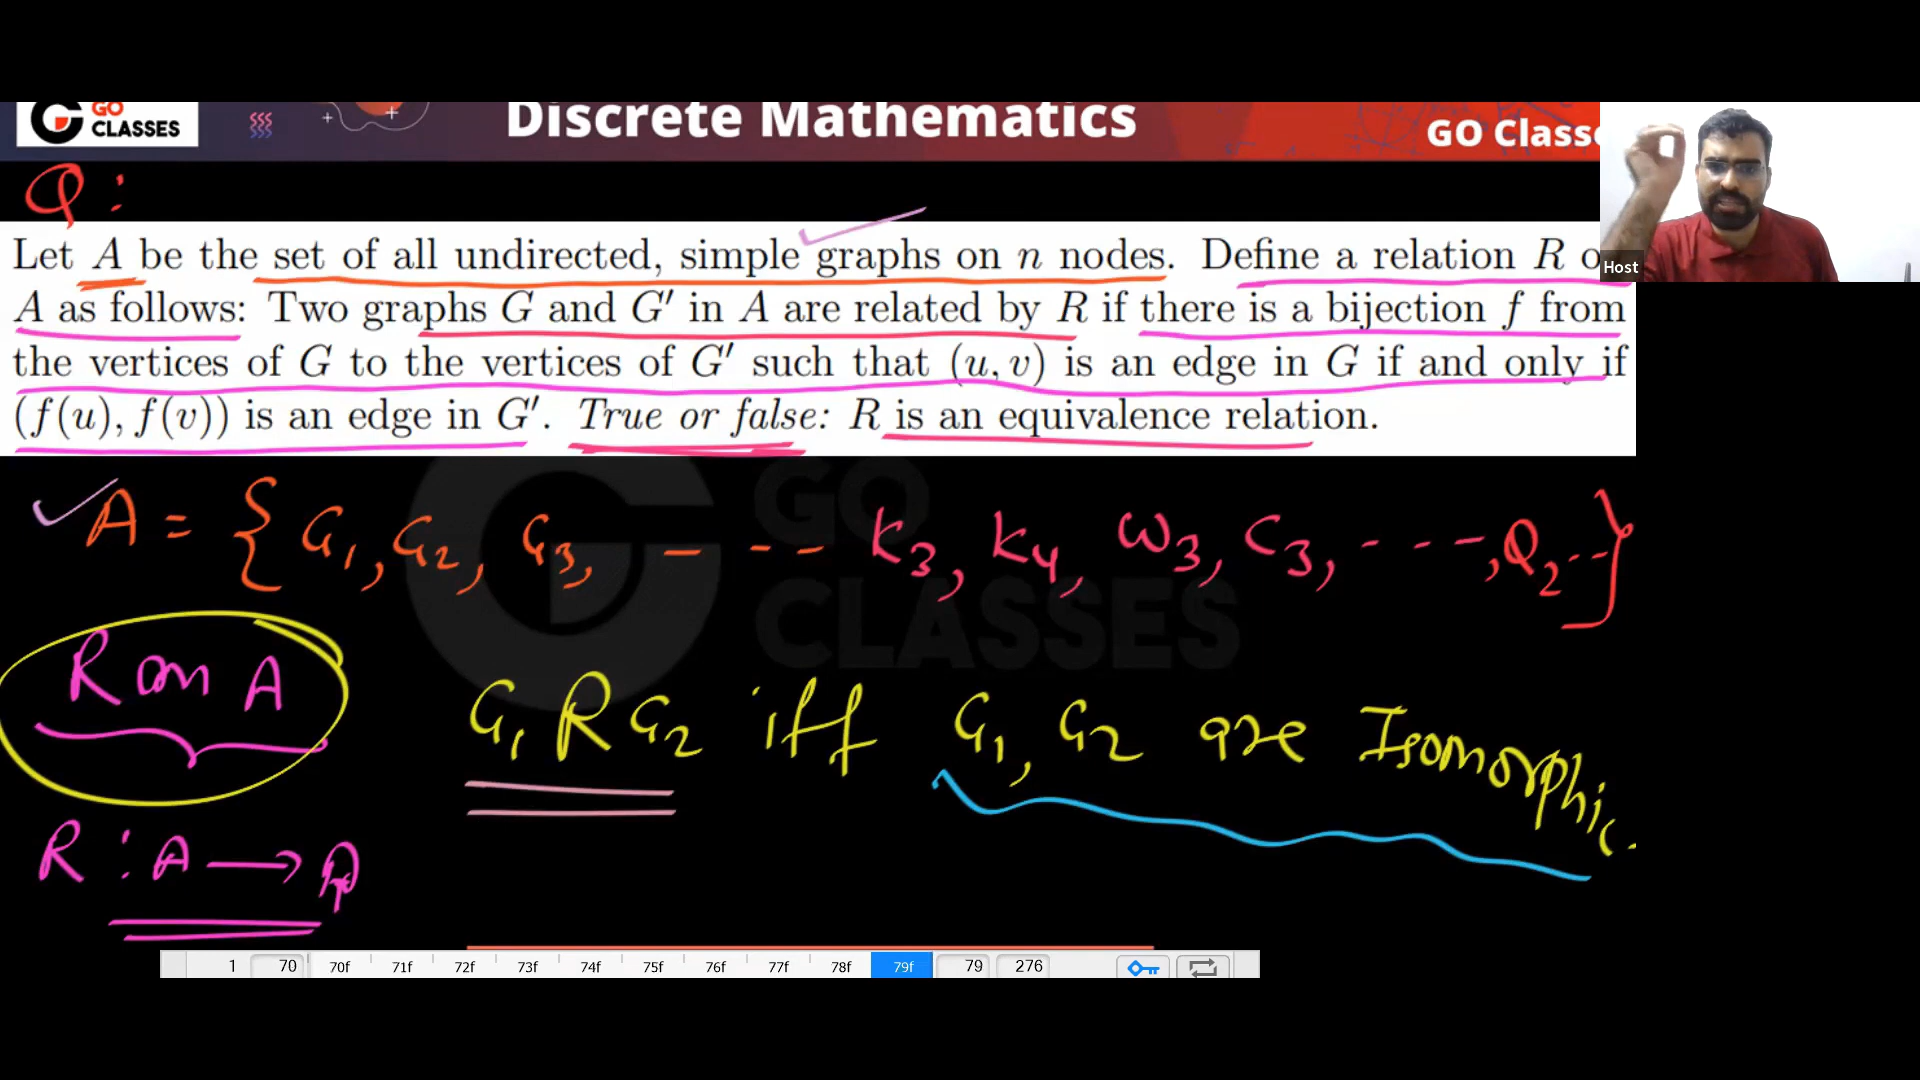 GO
CLASSES
Discrete Mathematics
GO Classe
Q :
Let A be the set of all undirected, simple graphs on n nodes. Define a relation R o
A as follows: Two graphs G and G′ in A are related by R if there is a bijection f from
the vertices of G to the vertices of G′ such that (u, v) is an edge in G if and only if
(f(u), f(v)) is an edge in G′. True or false: R is an equivalence relation.
Host
A = { G1, G2, G3, - - - K3, K4, W3, C3, - - - -, Q2 -- }
GO
CLASSES
R on A
G1 R G2 iff G1, G2 are Isomorphic.
R : A → A
1 70 70f 71f 72f 73f 74f 75f 76f 77f 78f 79f 79 276